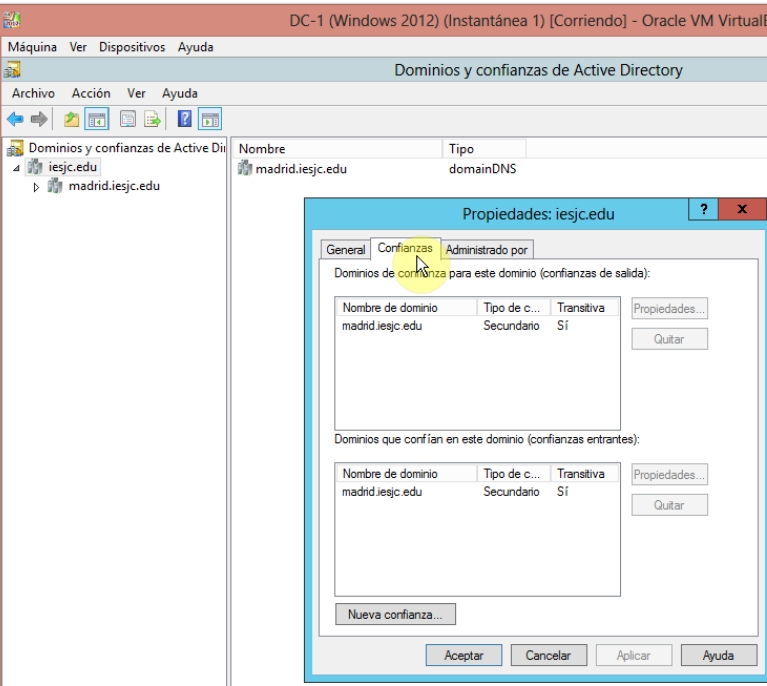 DC-1 (Windows 2012) (Instantánea 1) [Corriendo] - Oracle VM
Máquina Ver Dispositivos Ayuda
Dominios y confianzas de Active Directory
Archivo Acción Ver Ayuda
Dominios y confianzas de Active Di
iesjc.edu
madrid.iesjc.edu
Nombre Tipo
madrid.iesjc.edu domainDNS
Propiedades: iesjc.edu
? x
General Confianzas Administrado por
Dominios de confianza para este dominio (confianzas de salida):
Nombre de dominio Tipo de c... Transitiva
madrid.iesjc.edu Secundario Sí
Propiedades...
Quitar
Dominios que confían en este dominio (confianzas entrantes):
Nombre de dominio Tipo de c... Transitiva
madrid.iesjc.edu Secundario Sí
Propiedades...
Quitar
Nueva confianza...
Aceptar Cancelar Aplicar Ayuda